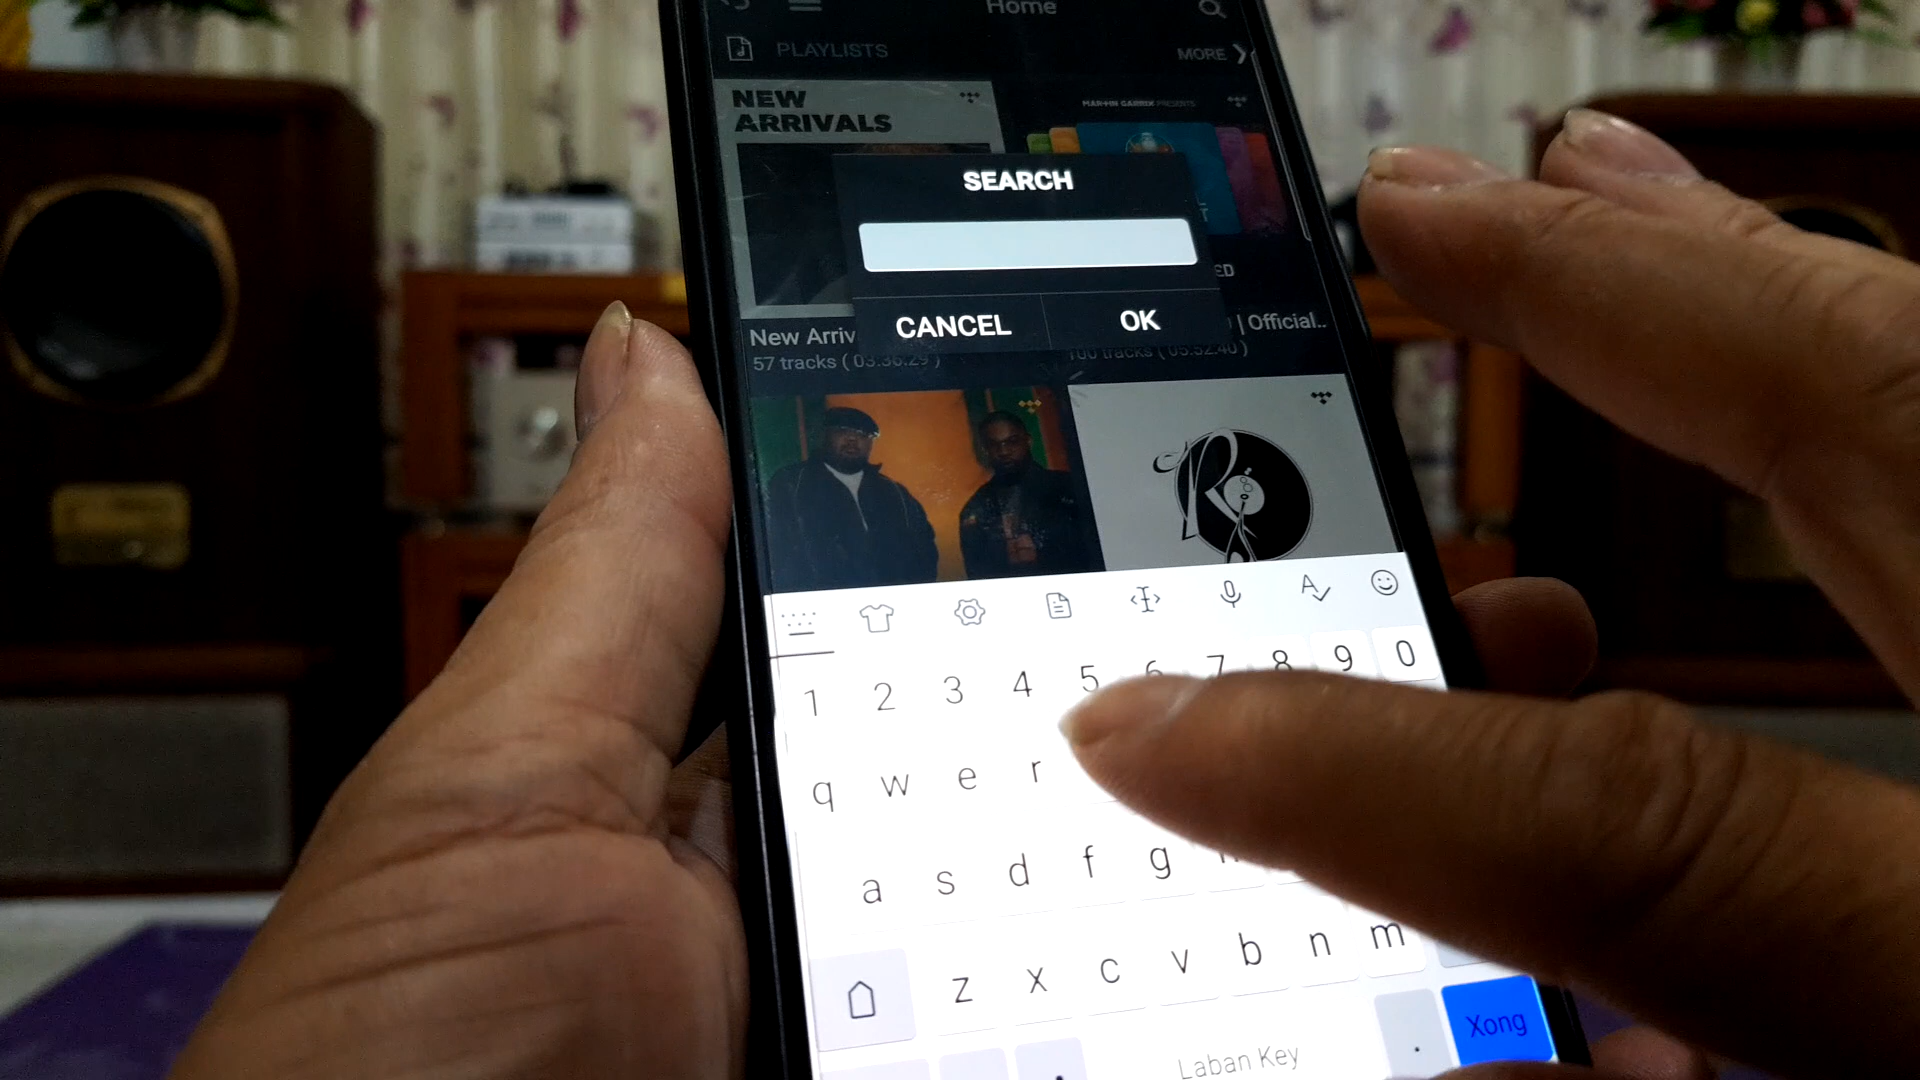 Home
PLAYLISTS
MORE
NEW
ARRIVALS
MARTIN GARRIX PRESENTS
SEARCH
CANCEL
OK
New Arriv
57 tracks ( 03:36:29 )
ED
| Official..
100 tracks ( 05:52:40 )
R
1 2 3 4 5 6 7 8 9 0
q w e r
a s d f g
z x c v b n m
Laban Key
.
Xong